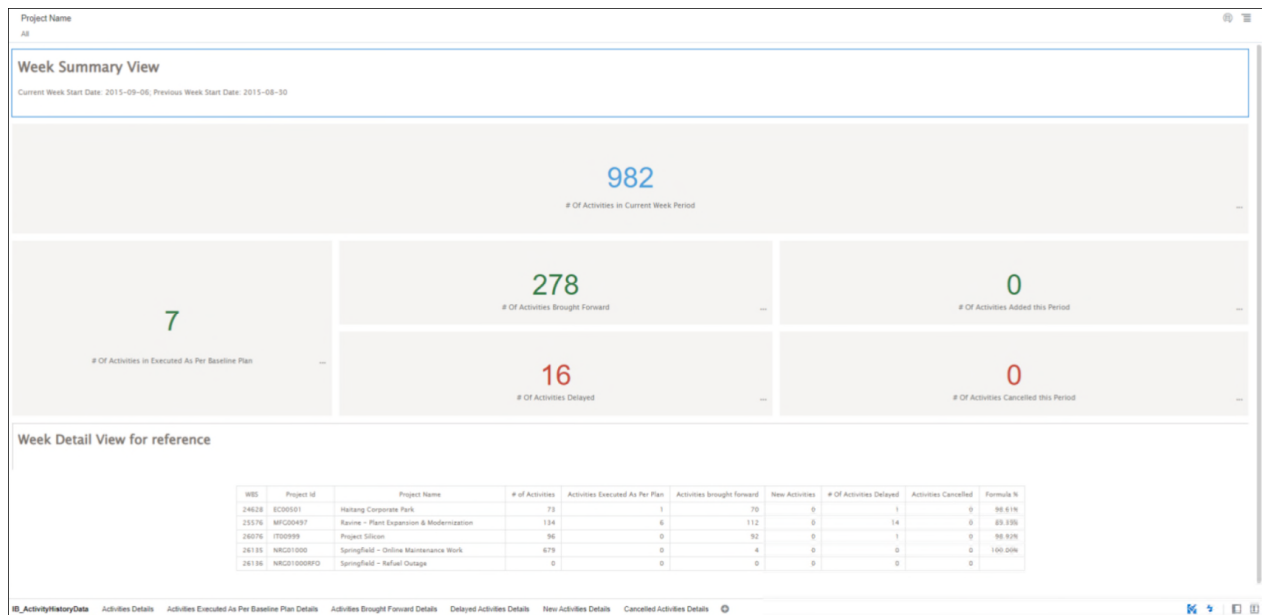 Project Name
All
Week Summary View
Current Week Start Date: 2015-09-06; Previous Week Start Date: 2015-08-30
982
# Of Activities in Current Week Period
7
# Of Activities in Executed As Per Baseline Plan
278
# Of Activities Brought Forward
0
# Of Activities Added this Period
16
# Of Activities Delayed
0
# Of Activities Cancelled this Period
Week Detail View for reference
WBS Project Id Project Name # of Activities Activities Executed As Per Plan Activities brought forward New Activities # Of Activities Delayed Activities Cancelled Formula %
24628 EC00501 Haitang Corporate Park 73 1 70 0 1 0 98.61%
25576 MFG00497 Ravine - Plant Expansion & Modernization 134 6 112 0 14 0
26076 IT00999 Project Silicon 96 0 92 0 1 0
26135 NRG01000 Springfield - Online Maintenance Work 679 0 4 0 0 0 100.00%
26136 NRG01000RFO Springfield - Refuel Outage 0 0 0 0 0 0
IB_ActivityHistoryData Activities Details Activities Executed As Per Baseline Plan Details Activities Brought Forward Details Delayed Activities Details New Activities Details Cancelled Activities Details